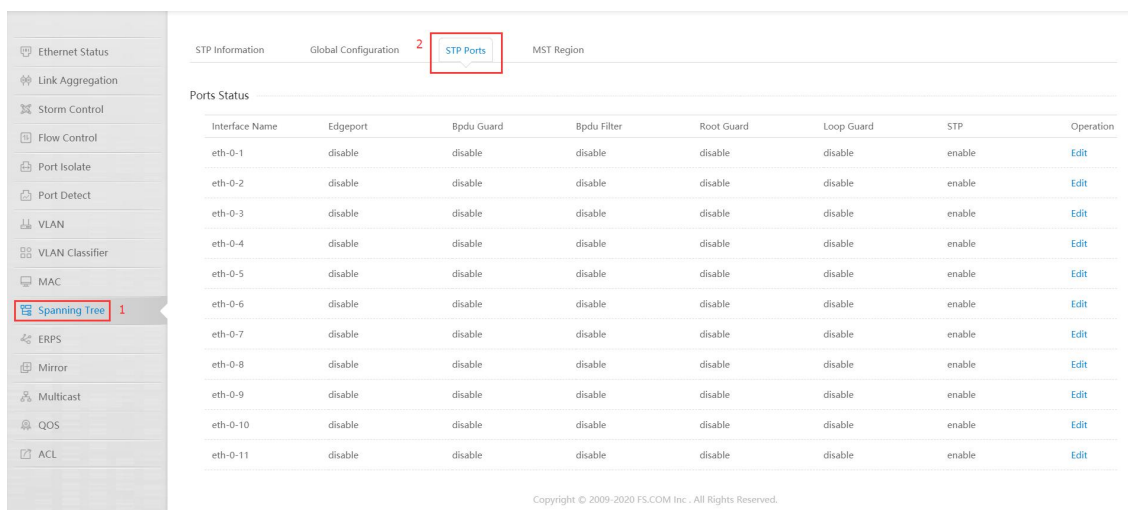 STP Information Global Configuration 2 STP Ports MST Region
Ethernet Status
Link Aggregation
Storm Control
Flow Control
Port Isolate
Port Detect
VLAN
VLAN Classifier
MAC
Spanning Tree 1
ERPS
Mirror
Multicast
QOS
ACL
Ports Status
Interface Name Edgeport Bpdu Guard Bpdu Filter Root Guard Loop Guard STP Operation
eth-0-1 disable disable disable disable disable enable Edit
eth-0-2 disable disable disable disable disable enable Edit
eth-0-3 disable disable disable disable disable enable Edit
eth-0-4 disable disable disable disable disable enable Edit
eth-0-5 disable disable disable disable disable enable Edit
eth-0-6 disable disable disable disable disable enable Edit
eth-0-7 disable disable disable disable disable enable Edit
eth-0-8 disable disable disable disable disable enable Edit
eth-0-9 disable disable disable disable disable enable Edit
eth-0-10 disable disable disable disable disable enable Edit
eth-0-11 disable disable disable disable disable enable Edit
Copyright © 2009-2020 FS.COM Inc . All Rights Reserved.